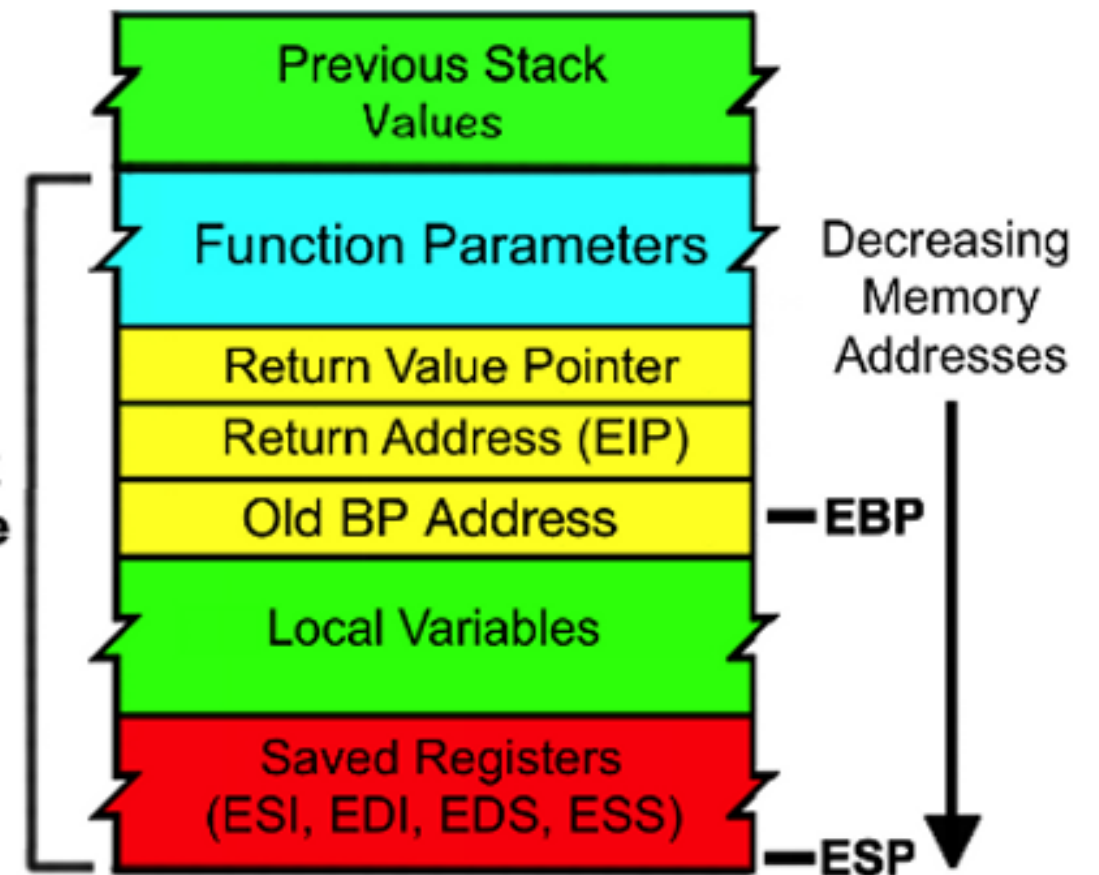 Previous Stack
Values
Function Parameters
Decreasing
Memory
Addresses
Return Value Pointer
Return Address (EIP)
Old BP Address
EBP
Local Variables
Saved Registers
(ESI, EDI, EDS, ESS)
ESP